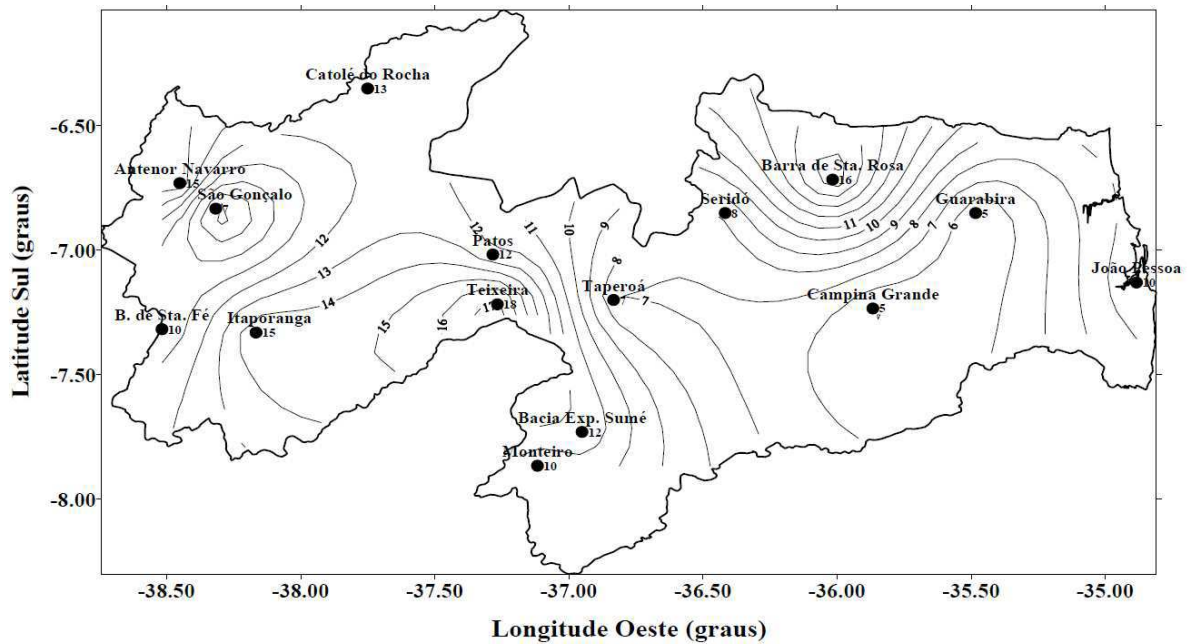 Catolé do Rocha
13
-6.50
Antenor Navarro
15
Barra de Sta. Rosa
16
São Gonçalo
7
Seridó
8
Guarabira
5
12
12 11 10 9
11 10 9 8 7 6
-7.00
Latitude Sul (graus)
Patos
12
13
8
João Pessoa
10
14
Teixeira
18
17
Taperoá
7
7
Campina Grande
5
B. de Sta. Fé
10
Itaporanga
15
15
16
-7.50
Bacia Exp. Sumé
12
Monteiro
10
-8.00
-38.50 -38.00 -37.50 -37.00 -36.50 -36.00 -35.50 -35.00
Longitude Oeste (graus)